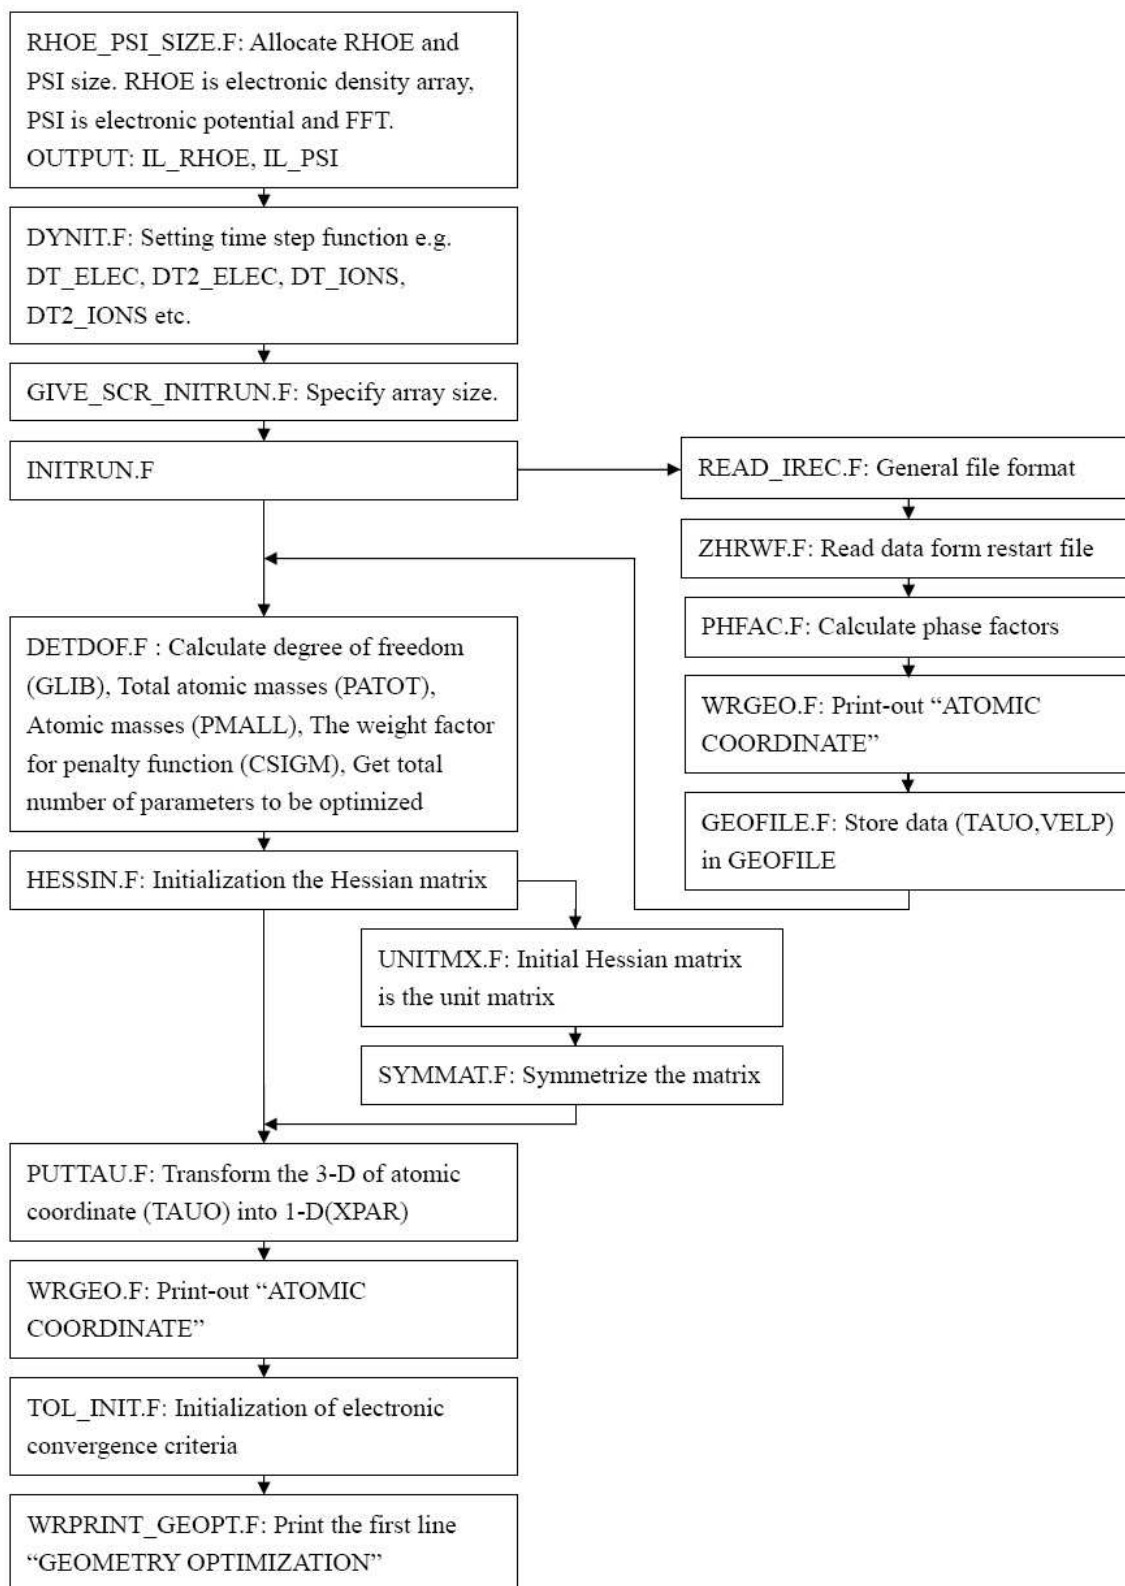 RHOE_PSI_SIZE.F: Allocate RHOE and
PSI size. RHOE is electronic density array,
PSI is electronic potential and FFT.
OUTPUT: IL_RHOE, IL_PSI
DYNIT.F: Setting time step function e.g.
DT_ELEC, DT2_ELEC, DT_IONS,
DT2_IONS etc.
GIVE_SCR_INITRUN.F: Specify array size.
INITRUN.F
READ_IREC.F: General file format
ZHRWF.F: Read data form restart file
PHFAC.F: Calculate phase factors
WRGEO.F: Print-out “ATOMIC
COORDINATE”
GEOFILE.F: Store data (TAUO,VELP)
in GEOFILE
DETDOF.F : Calculate degree of freedom
(GLIB), Total atomic masses (PATOT),
Atomic masses (PMALL), The weight factor
for penalty function (CSIGM), Get total
number of parameters to be optimized
HESSIN.F: Initialization the Hessian matrix
UNITMX.F: Initial Hessian matrix
is the unit matrix
SYMMAT.F: Symmetrize the matrix
PUTTAU.F: Transform the 3-D of atomic
coordinate (TAUO) into 1-D(XPAR)
WRGEO.F: Print-out “ATOMIC
COORDINATE”
TOL_INIT.F: Initialization of electronic
convergence criteria
WRPRINT_GEOPT.F: Print the first line
“GEOMETRY OPTIMIZATION”